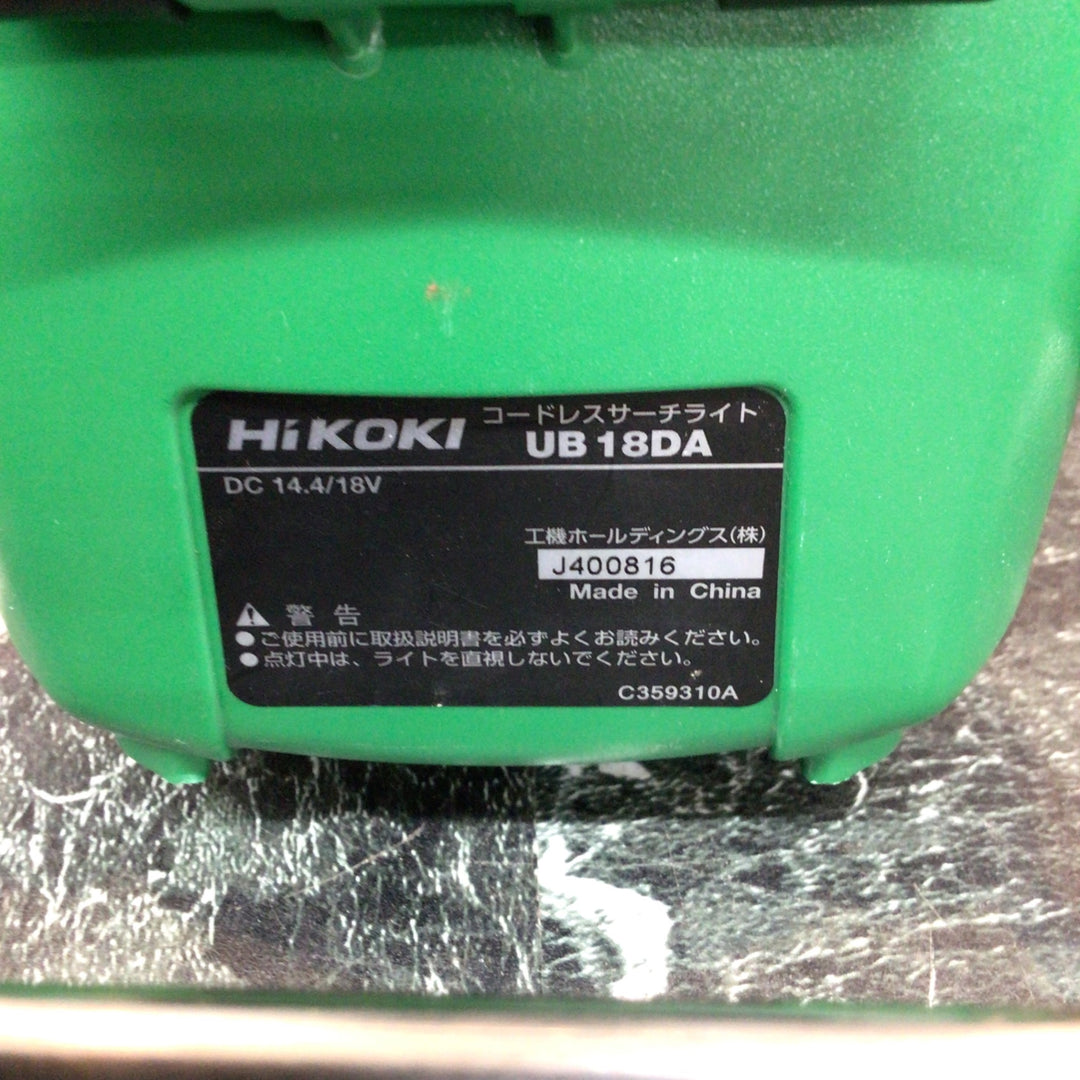 HiKOKI コードレスサーチライト
UB 18DA
DC 14.4/18V
工機ホールディングス(株)
J400816
Made in China
⚠ 警告
●ご使用前に取扱説明書を必ずよくお読みください。
●点灯中は、ライトを直視しないでください。
C359310A